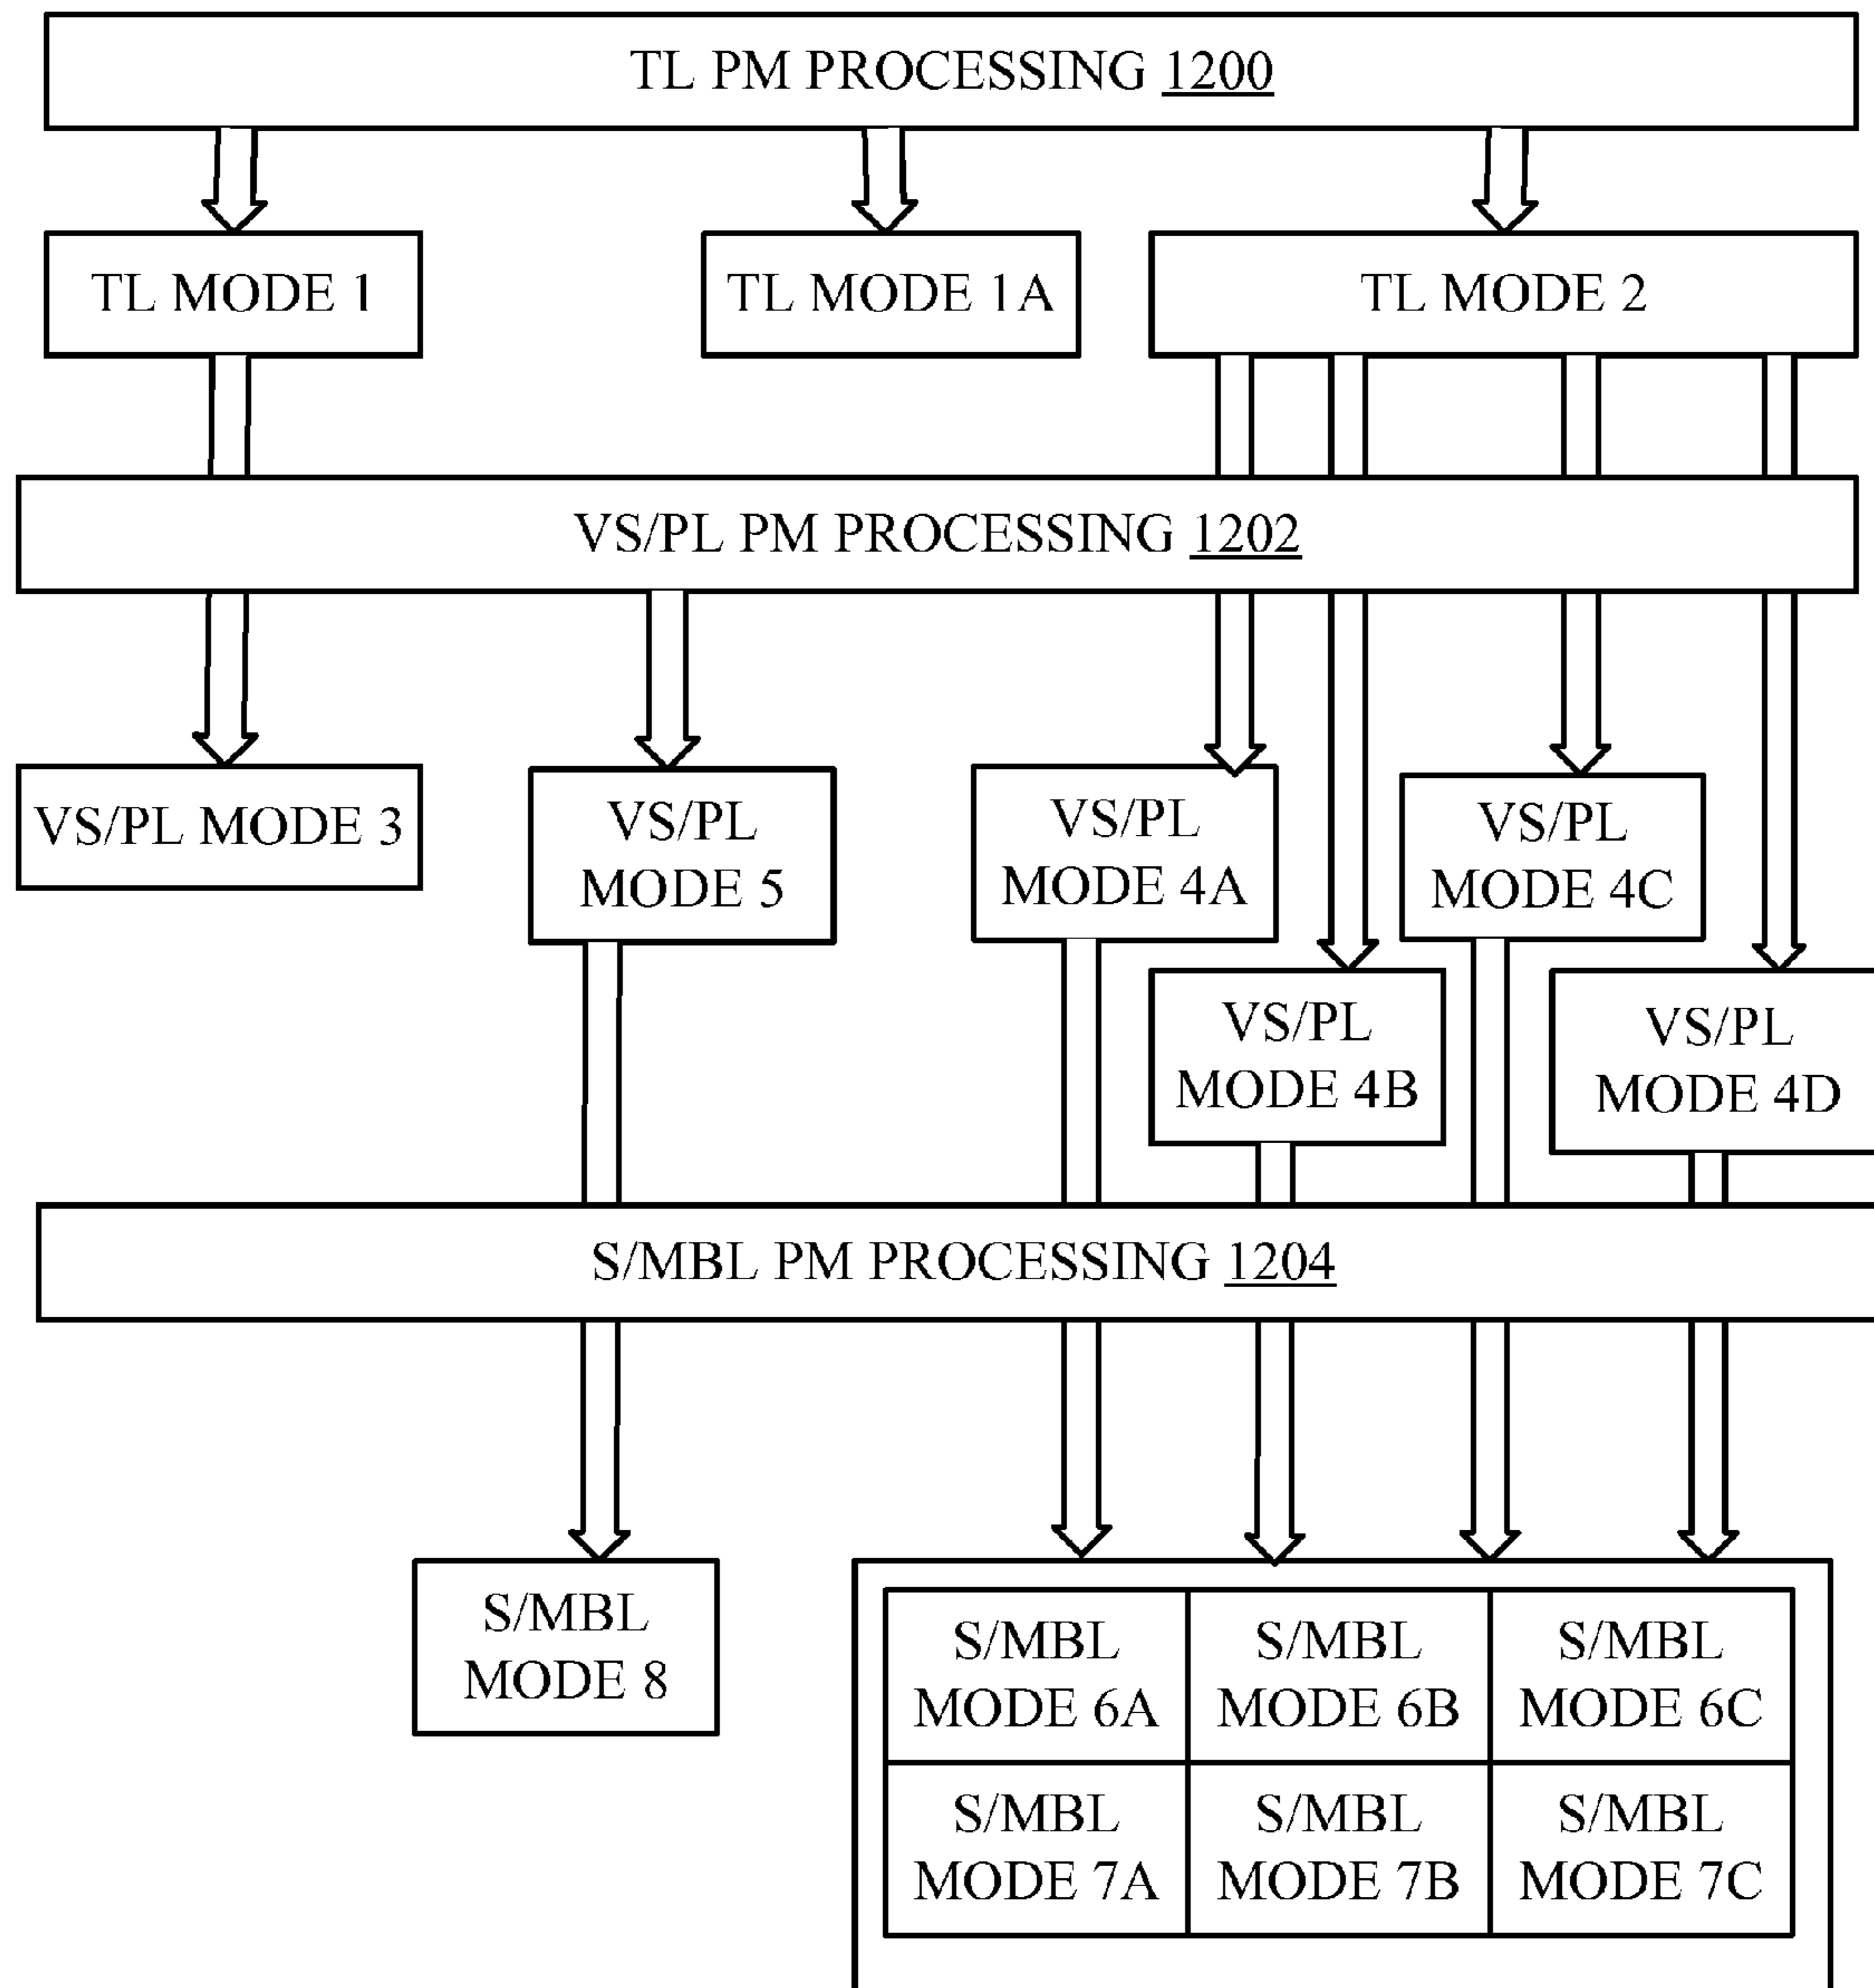 TL PM PROCESSING 1200
TL MODE 1
TL MODE 1A
TL MODE 2
VS/PL PM PROCESSING 1202
VS/PL MODE 3
VS/PL
MODE 5
VS/PL
MODE 4A
VS/PL
MODE 4C
VS/PL
MODE 4B
VS/PL
MODE 4D
S/MBL PM PROCESSING 1204
S/MBL
MODE 8
S/MBL
MODE 6A
S/MBL
MODE 6B
S/MBL
MODE 6C
S/MBL
MODE 7A
S/MBL
MODE 7B
S/MBL
MODE 7C